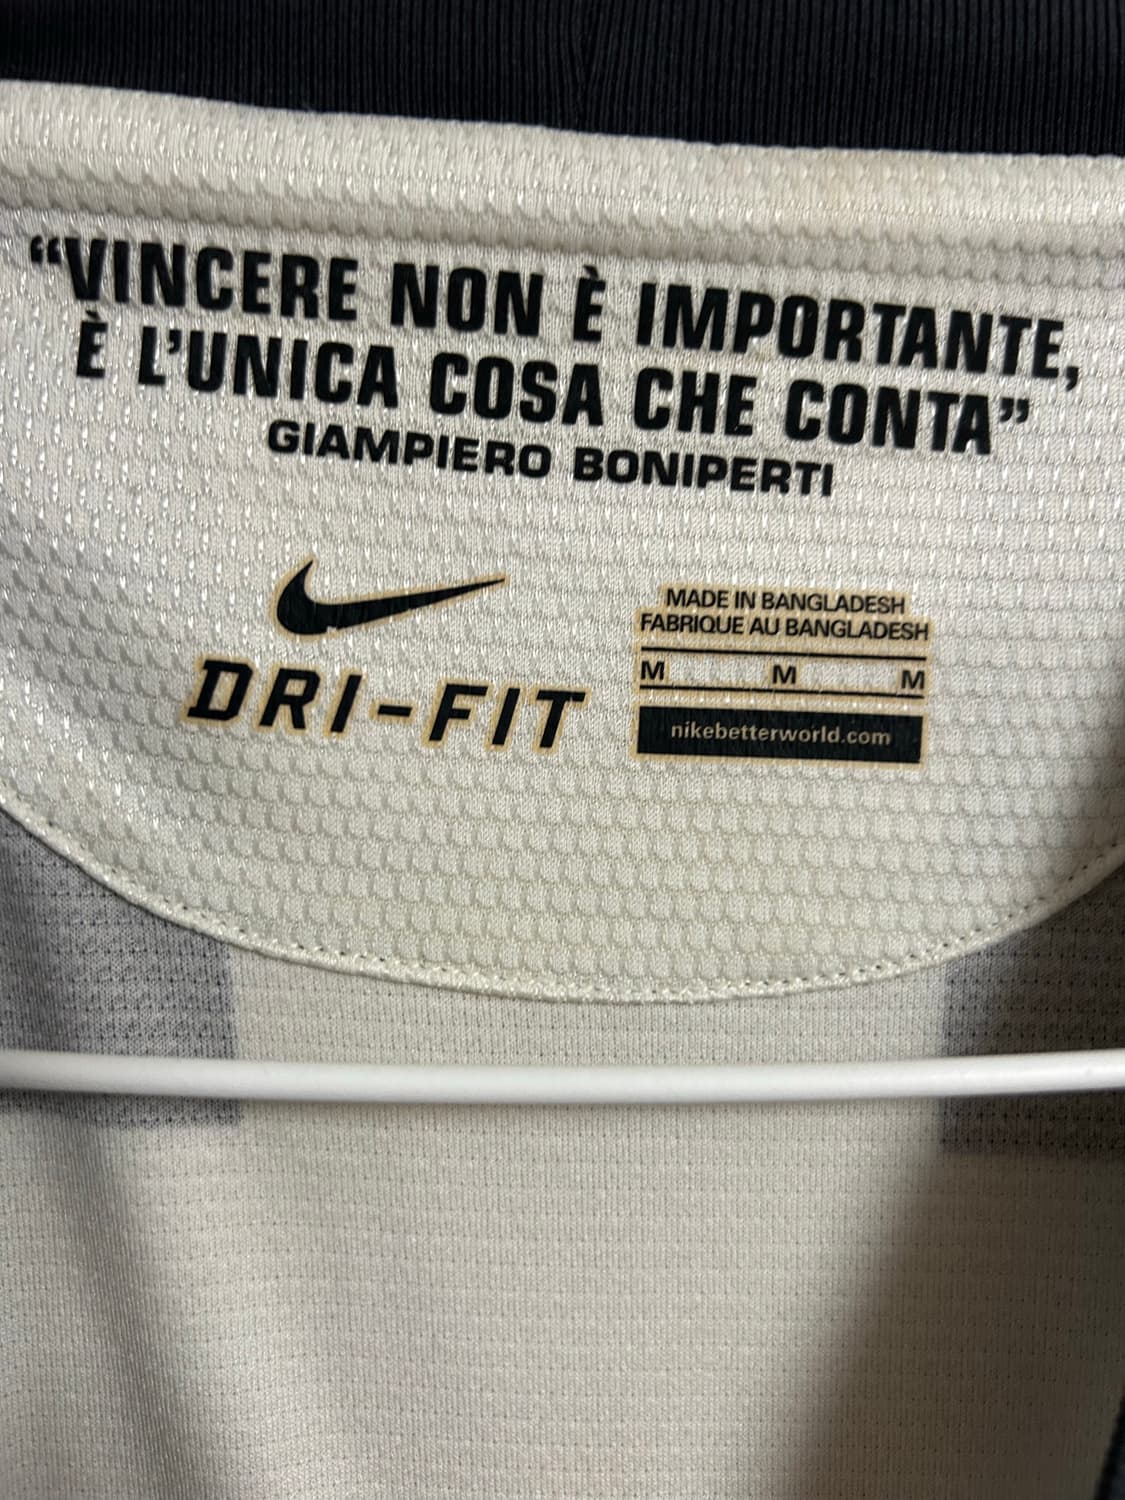 “VINCERE NON È IMPORTANTE,
È L’UNICA COSA CHE CONTA”
GIAMPIERO BONIPERTI
DRI-FIT
MADE IN BANGLADESH
FABRIQUE AU BANGLADESH
M M M
nikebetterworld.com